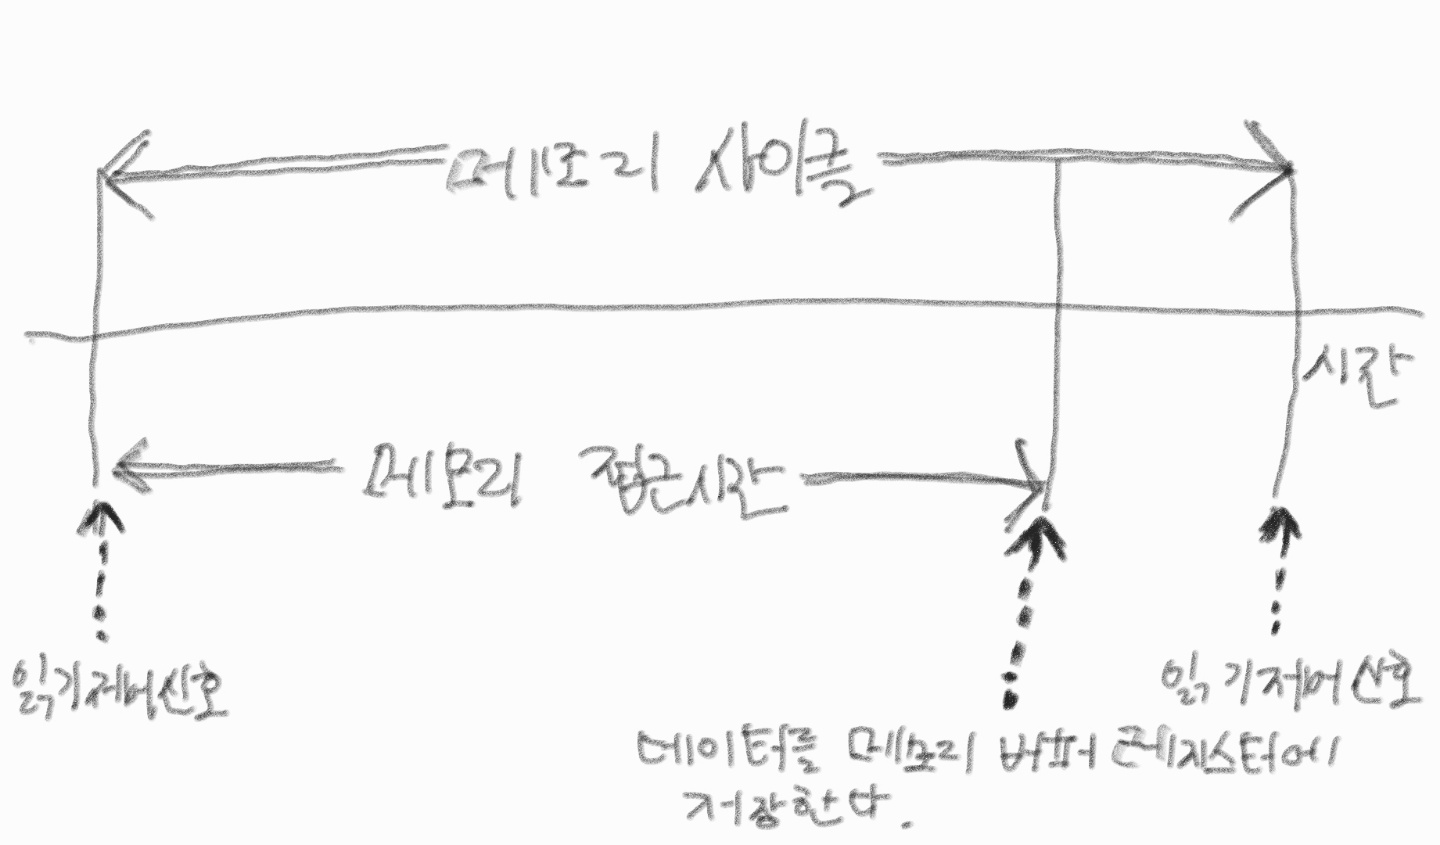 메모리 사이클
시간
메모리 접근시간
읽기제어신호
읽기제어신호
데이터를 메모리 버퍼 레지스터에
저장한다.